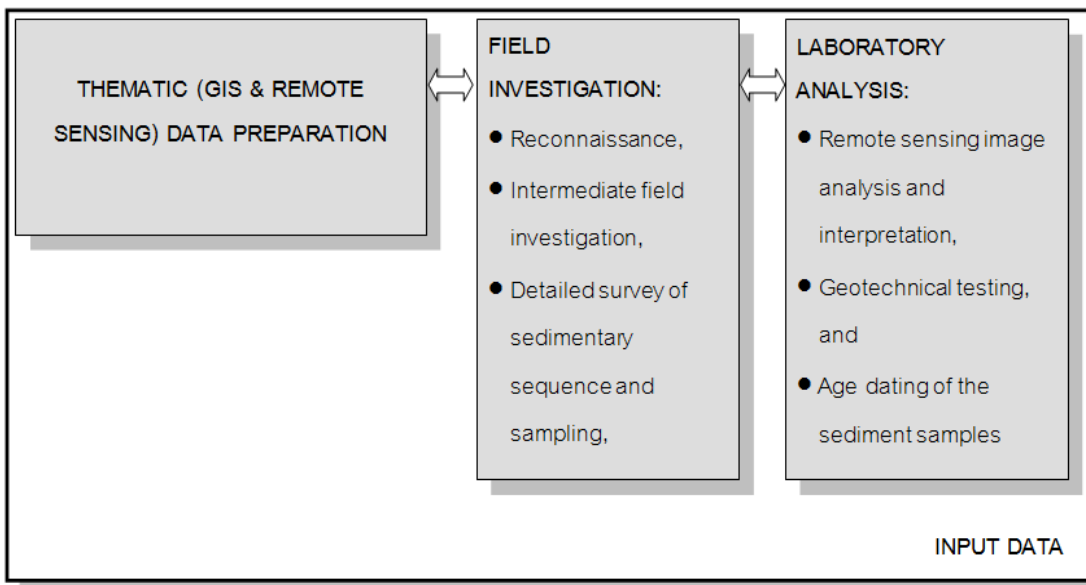 THEMATIC (GIS & REMOTE
SENSING) DATA PREPARATION
FIELD
INVESTIGATION:
● Reconnaissance,
● Intermediate field
investigation,
● Detailed survey of
sedimentary
sequence and
sampling,
LABORATORY
ANALYSIS:
● Remote sensing image
analysis and
interpretation,
● Geotechnical testing,
and
● Age dating of the
sediment samples
INPUT DATA